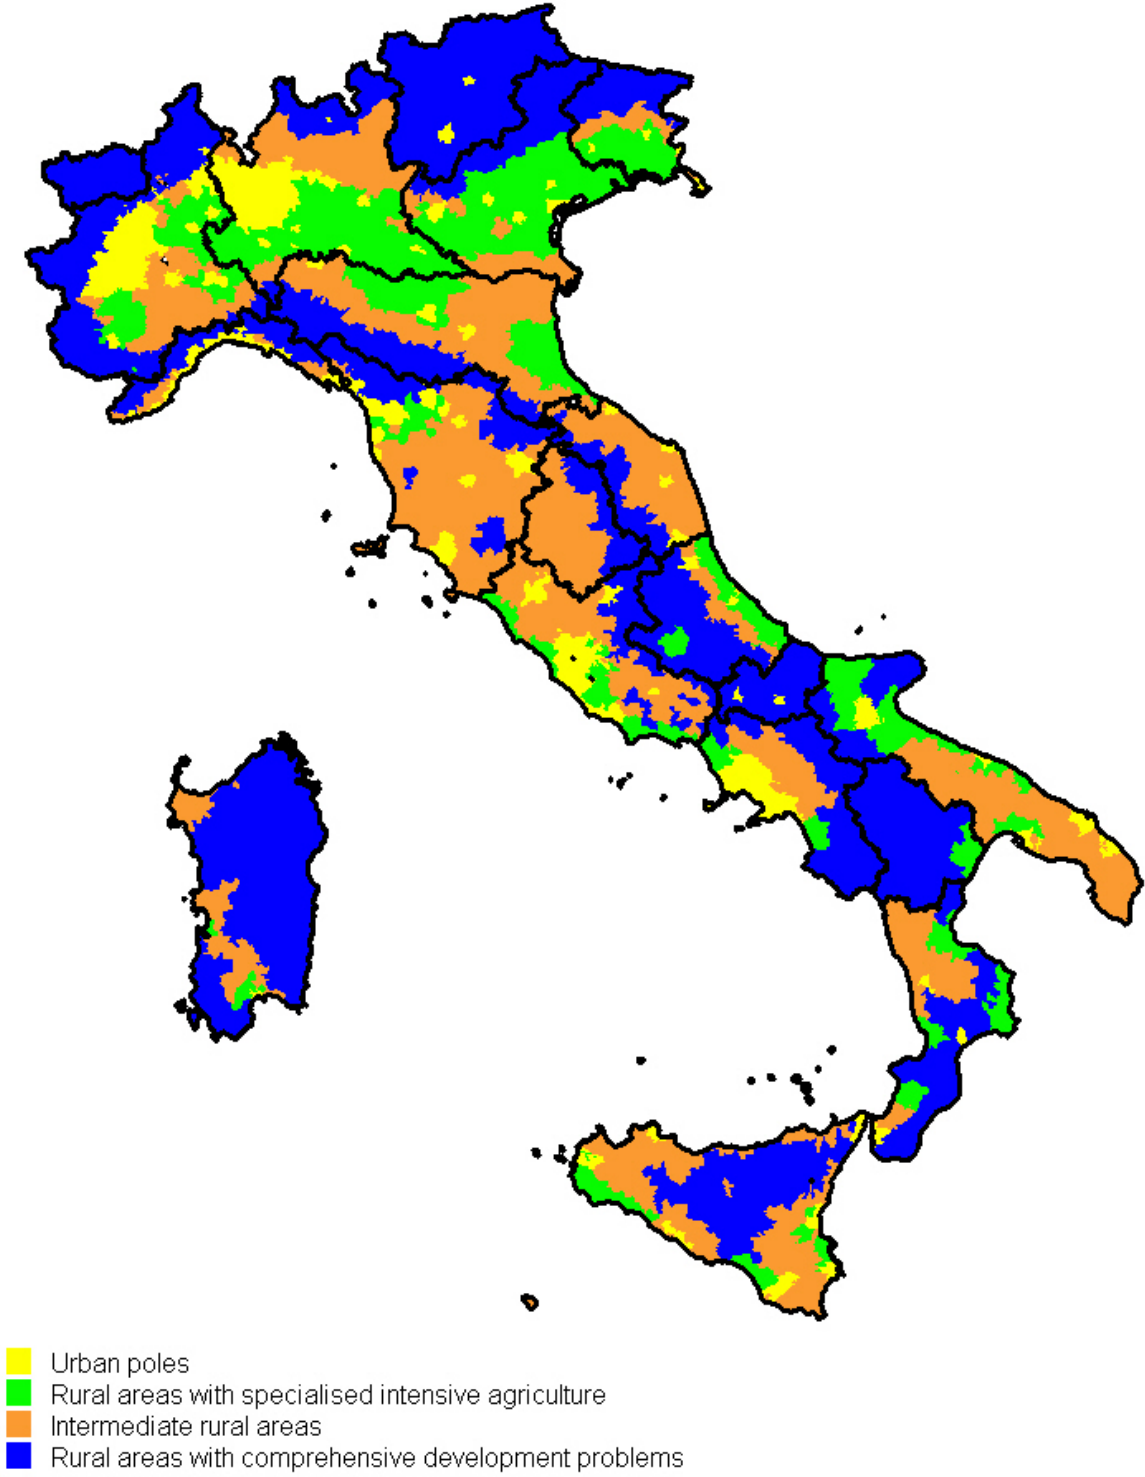 Urban poles
Rural areas with specialised intensive agriculture
Intermediate rural areas
Rural areas with comprehensive development problems